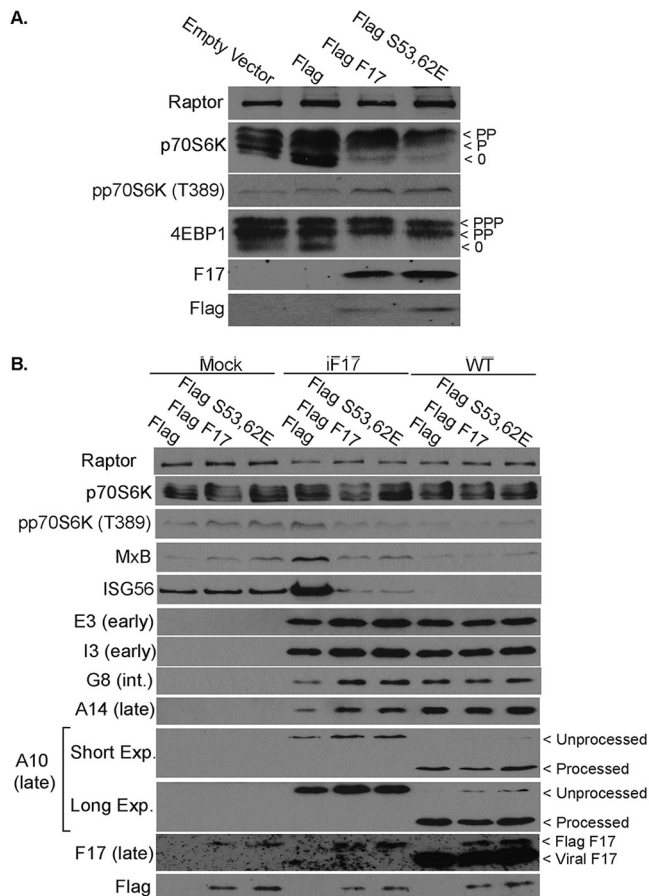 A.
Empty Vector
Flag
Flag F17
Flag S53,62E
Raptor
p70S6K
< PP
< P
< 0
pp70S6K (T389)
4EBP1
< PPP
< PP
< 0
F17
Flag
B.
Mock
iF17
WT
Flag
Flag F17
Flag S53,62E
Flag
Flag F17
Flag S53,62E
Flag
Flag F17
Flag S53,62E
Raptor
p70S6K
pp70S6K (T389)
MxB
ISG56
E3 (early)
I3 (early)
G8 (int.)
A14 (late)
A10
(late)
Short Exp.
< Unprocessed
< Processed
Long Exp.
< Unprocessed
< Processed
F17 (late)
< Flag F17
< Viral F17
Flag